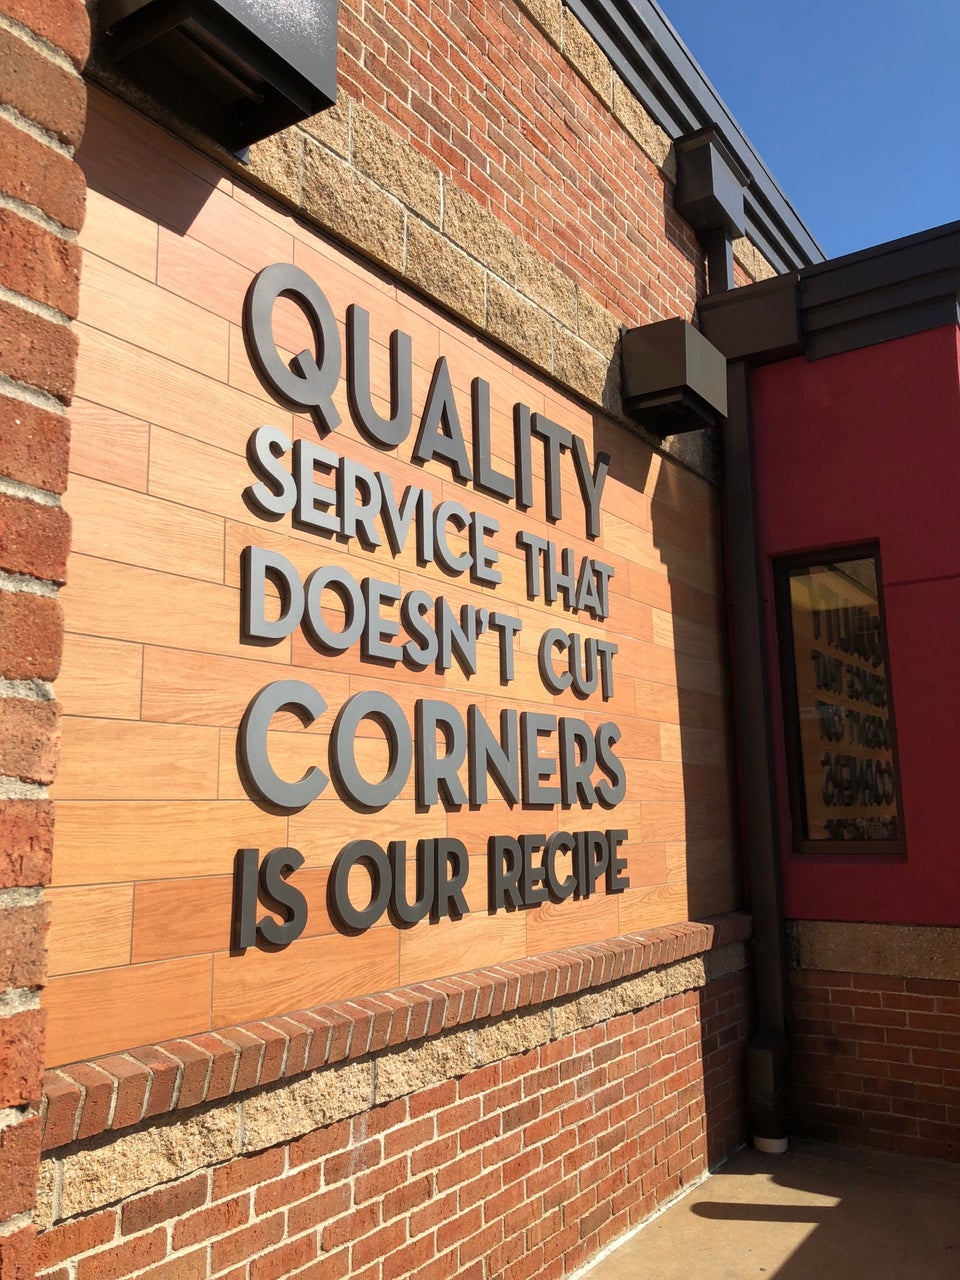 QUALITY
SERVICE THAT
DOESN'T CUT
CORNERS
IS OUR RECIPE